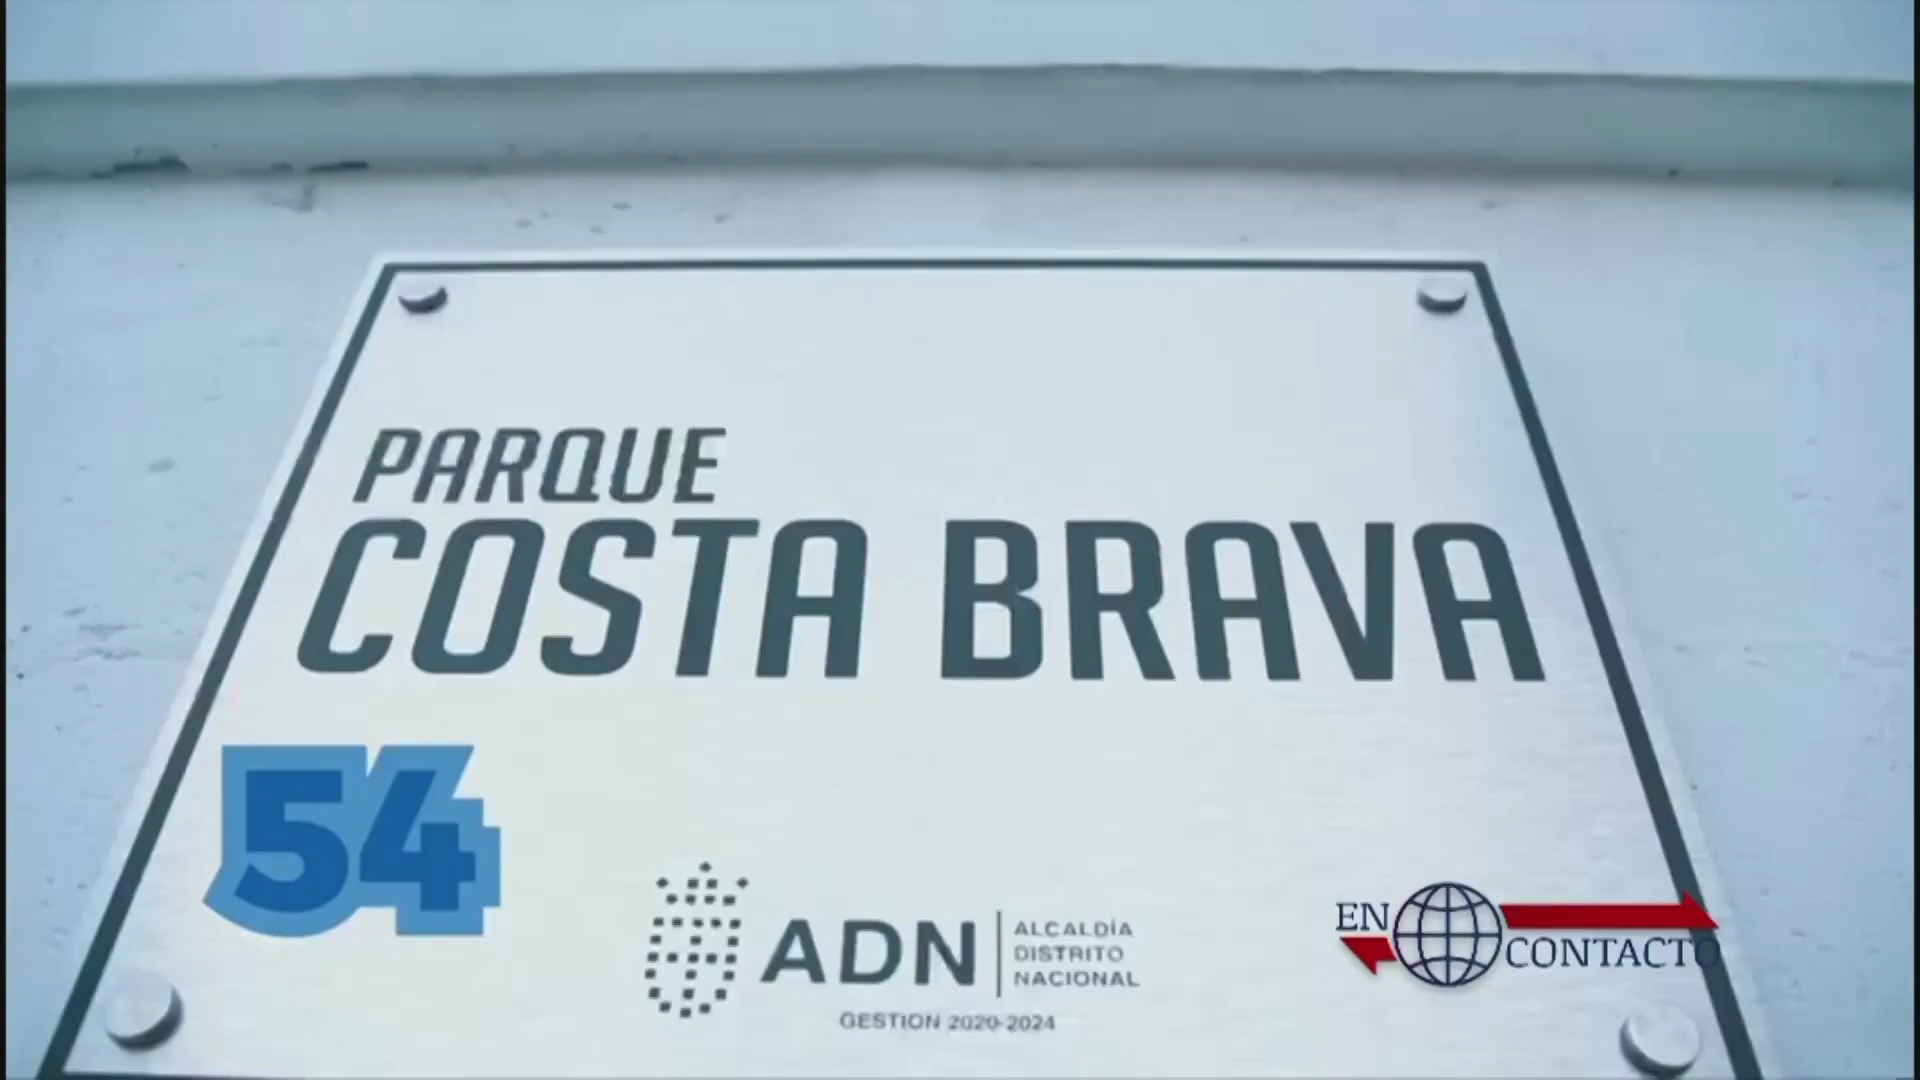 PARQUE
COSTA BRAVA
54
ADN
ALCALDÍA
DISTRITO
NACIONAL
GESTION 2020-2024
EN
CONTACTO